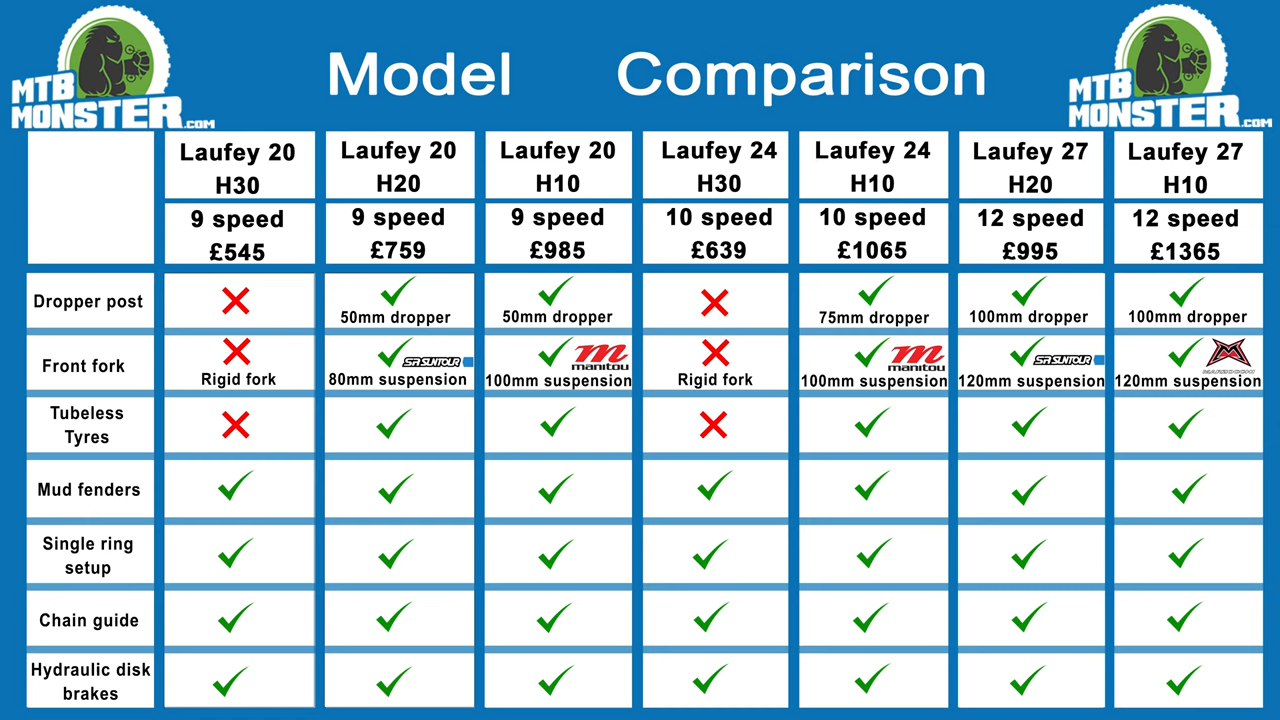 MTB
MONSTER.com
Model Comparison
MTB
MONSTER.com
Laufey 20
H30
Laufey 20
H20
Laufey 20
H10
Laufey 24
H30
Laufey 24
H10
Laufey 27
H20
Laufey 27
H10
9 speed
£545
9 speed
£759
9 speed
£985
10 speed
£639
10 speed
£1065
12 speed
£995
12 speed
£1365
Dropper post
50mm dropper
50mm dropper
75mm dropper
100mm dropper
100mm dropper
Front fork
Rigid fork
SR SUNTOUR
80mm suspension
manitou
100mm suspension
Rigid fork
manitou
100mm suspension
SR SUNTOUR
120mm suspension
120mm suspension
Tubeless
Tyres
Mud fenders
Single ring
setup
Chain guide
Hydraulic disk
brakes